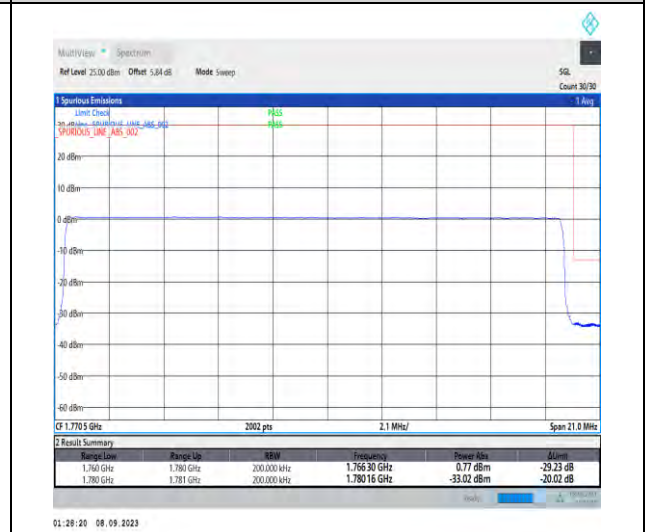 MultiView Spectrum
Ref Level 25.00 dBm Offset 5.84 dB Mode Sweep SGL
Count 30/30
1 Spurious Emissions 1 Avg
Limit Check PASS
SPURIOUS_LINE_ABS_002 PASS
SPURIOUS_LINE_ABS_002
20 dBm
10 dBm
0 dBm
-10 dBm
-20 dBm
-30 dBm
-40 dBm
-50 dBm
-60 dBm
CF 1.7705 GHz 2002 pts 2.1 MHz/ Span 21.0 MHz
2 Result Summary
Range Low Range Up RBW Frequency Power Abs ΔLimit
1.760 GHz 1.780 GHz 200.000 kHz 1.76630 GHz 0.77 dBm -29.23 dB
1.780 GHz 1.781 GHz 200.000 kHz 1.78016 GHz -33.02 dBm -20.02 dB
Ready
01:28:20 08.09.2023